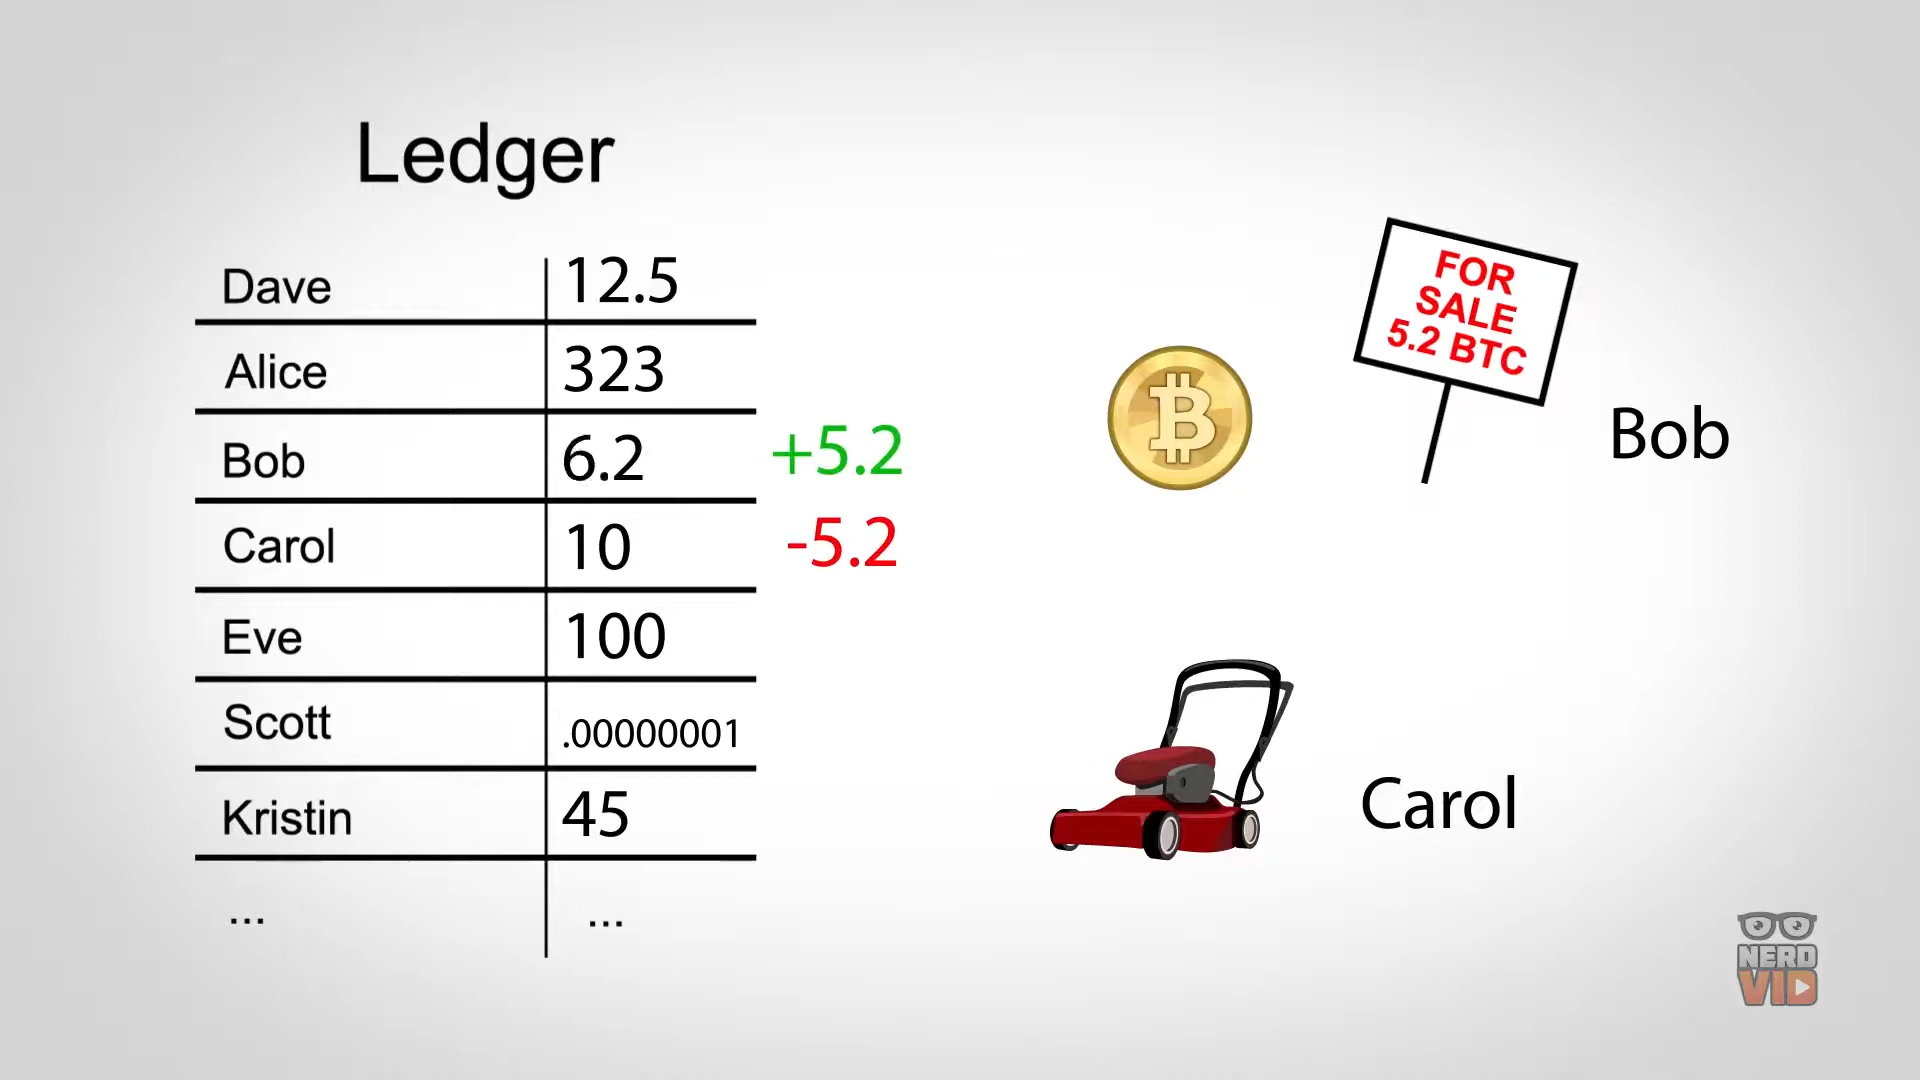 Ledger
Dave 12.5
Alice 323
Bob 6.2 +5.2
Carol 10 -5.2
Eve 100
Scott .00000001
Kristin 45
... ...
FOR
SALE
5.2 BTC
Bob
Carol
NERD
VID